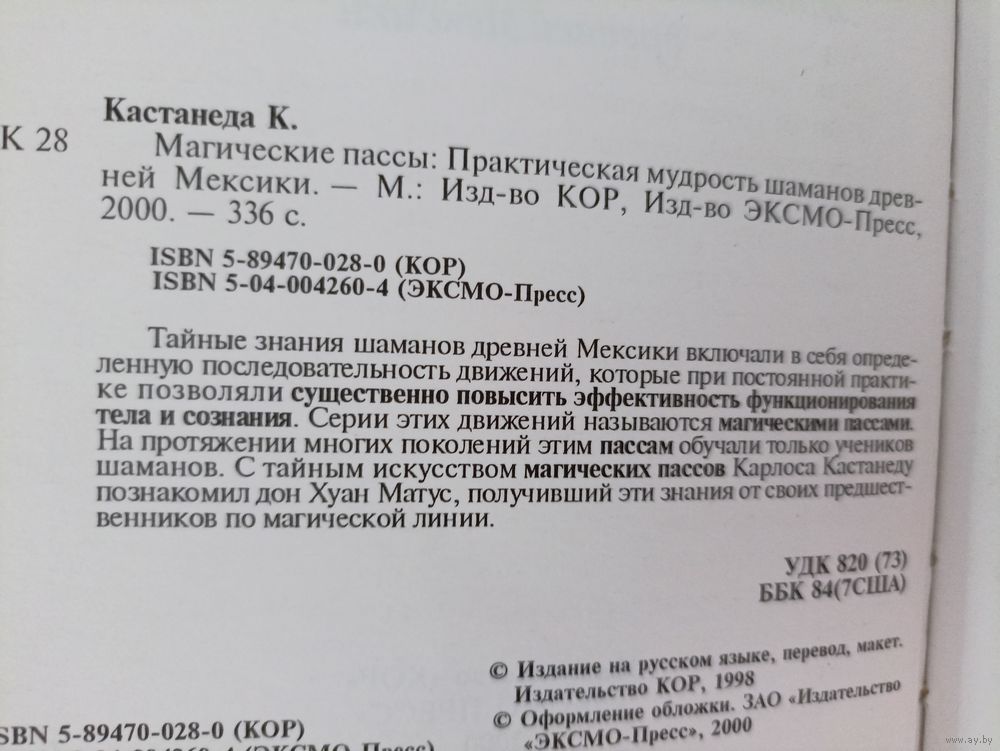 Кастанеда К.
К 28
Магические пассы: Практическая мудрость шаманов древ-
ней Мексики. — М.: Изд-во КОР, Изд-во ЭКСМО-Пресс,
2000. — 336 с.
ISBN 5-89470-028-0 (КОР)
ISBN 5-04-004260-4 (ЭКСМО-Пресс)
Тайные знания шаманов древней Мексики включали в себя опреде-
ленную последовательность движений, которые при постоянной практи-
ке позволяли существенно повысить эффективность функционирования
тела и сознания. Серии этих движений называются магическими пассами.
На протяжении многих поколений этим пассам обучали только учеников
шаманов. С тайным искусством магических пассов Карлоса Кастанеду
познакомил дон Хуан Матус, получивший эти знания от своих предшест-
венников по магической линии.
УДК 820 (73)
ББК 84(7США)
© Издание на русском языке, перевод, макет.
Издательство КОР, 1998
© Оформление обложки. ЗАО «Издательство
«ЭКСМО-Пресс», 2000
ISBN 5-89470-028-0 (КОР)
www.ay.by